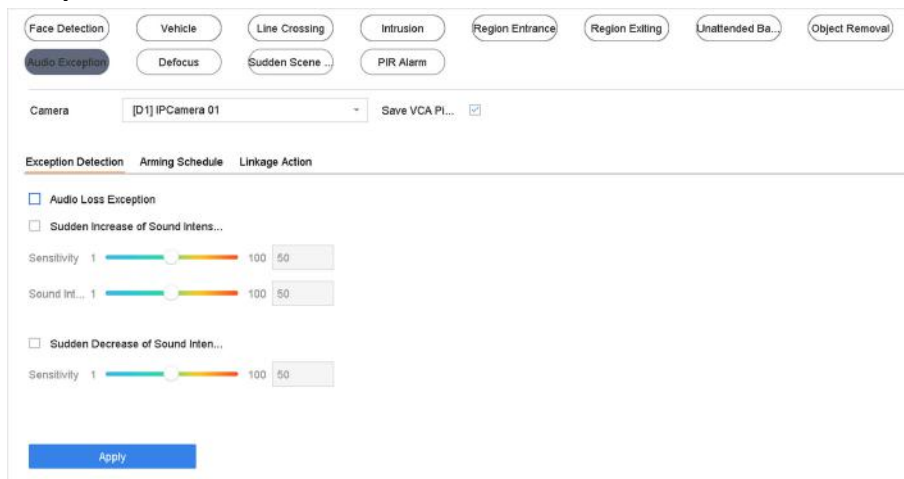 Face Detection Vehicle Line Crossing Intrusion Region Entrance Region Exiting Unattended Ba... Object Removal
Audio Exception Defocus Sudden Scene ... PIR Alarm
Camera [D1] IPCamera 01 Save VCA Pi...
Exception Detection Arming Schedule Linkage Action
Audio Loss Exception
Sudden Increase of Sound Intens...
Sensitivity 1 100 50
Sound Int... 1 100 50
Sudden Decrease of Sound Inten...
Sensitivity 1 100 50
Apply